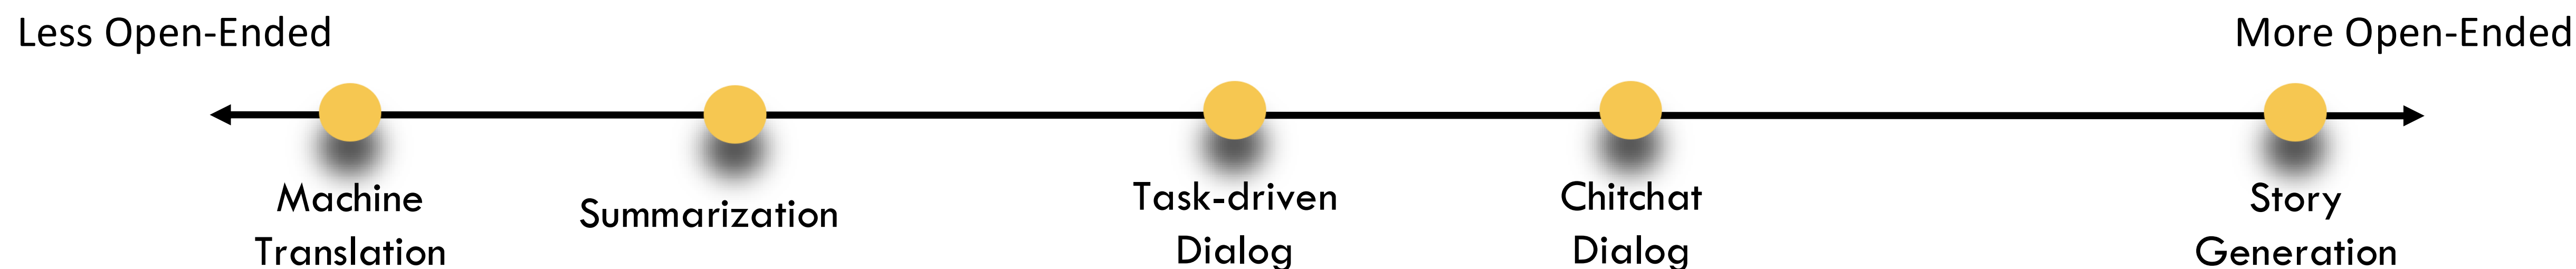 Less Open-Ended
More Open-Ended
Machine
Translation
Summarization
Task-driven
Dialog
Chitchat
Dialog
Story
Generation